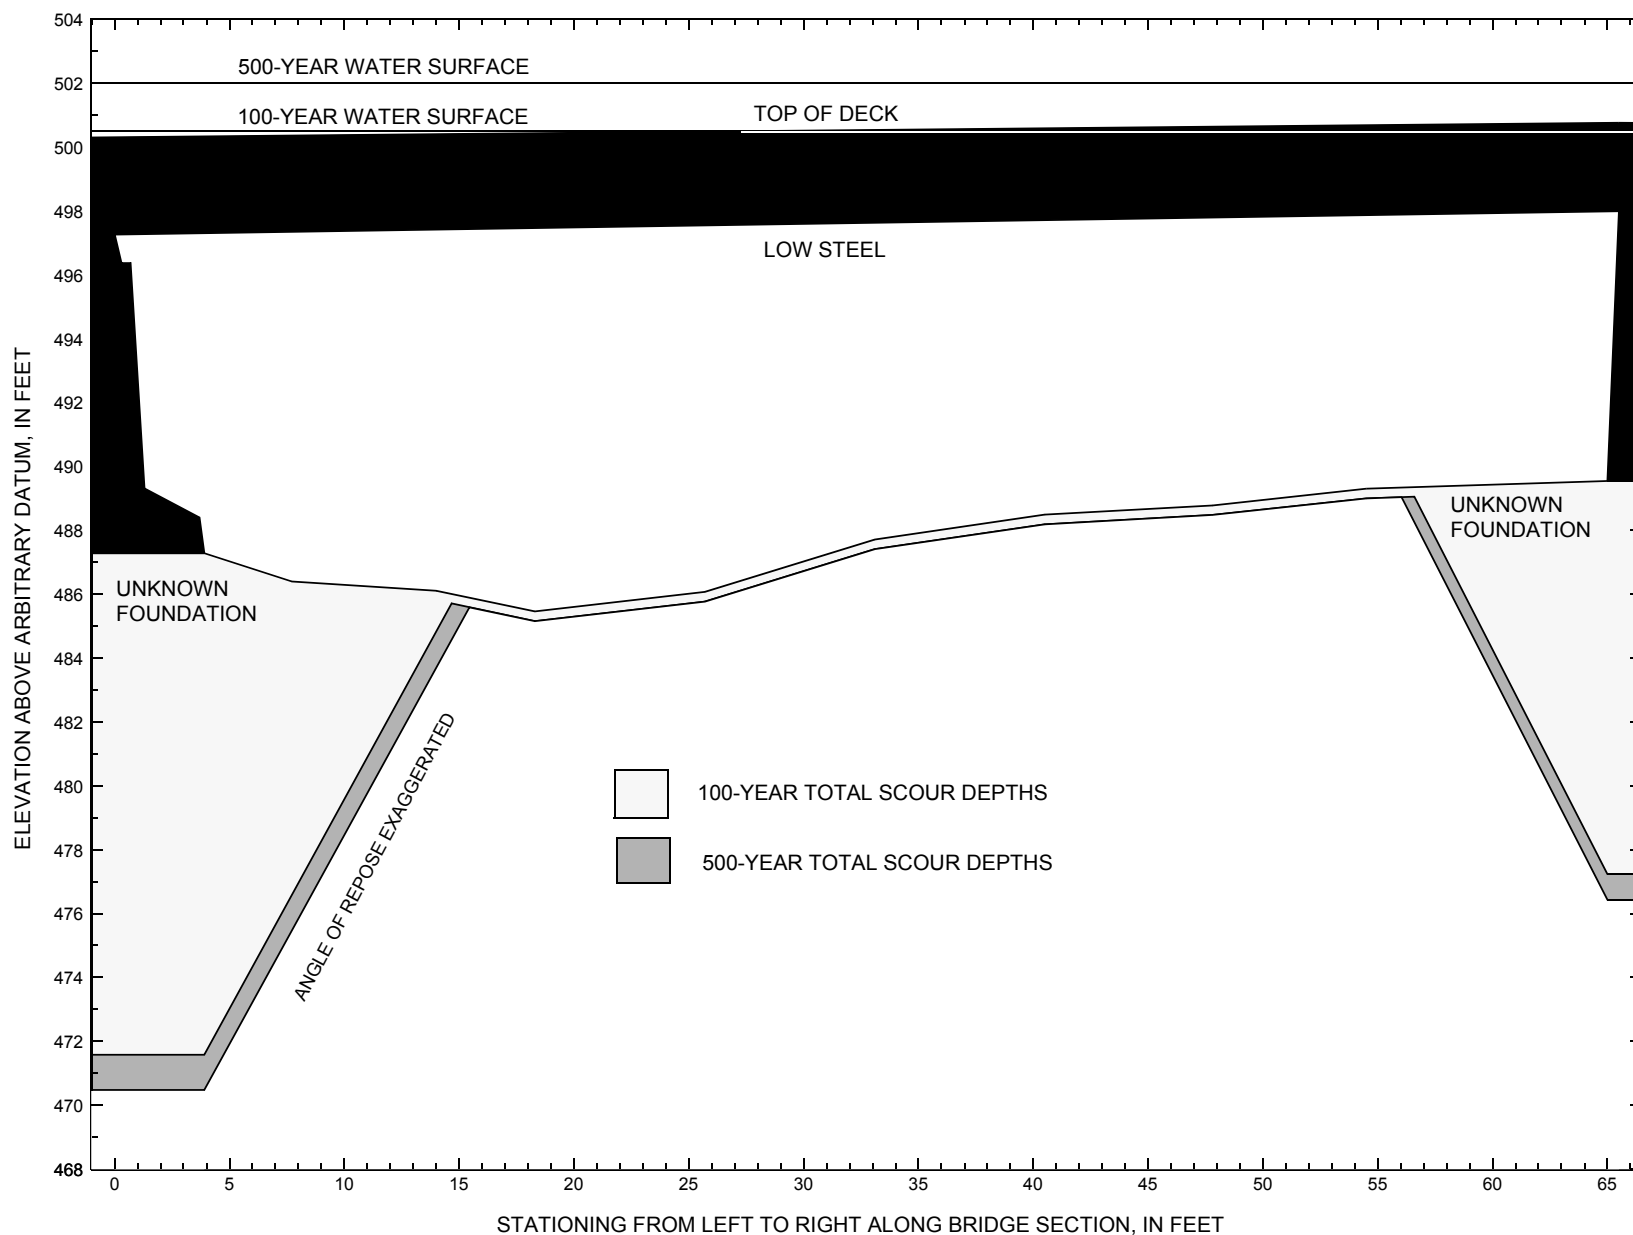 504
502
500
498
496
494
492
490
488
486
484
482
480
478
476
474
472
470
468
ELEVATION ABOVE ARBITRARY DATUM, IN FEET
500-YEAR WATER SURFACE
100-YEAR WATER SURFACE
TOP OF DECK
LOW STEEL
UNKNOWN
FOUNDATION
UNKNOWN
FOUNDATION
ANGLE OF REPOSE EXAGGERATED
100-YEAR TOTAL SCOUR DEPTHS
500-YEAR TOTAL SCOUR DEPTHS
0 5 10 15 20 25 30 35 40 45 50 55 60 65
STATIONING FROM LEFT TO RIGHT ALONG BRIDGE SECTION, IN FEET